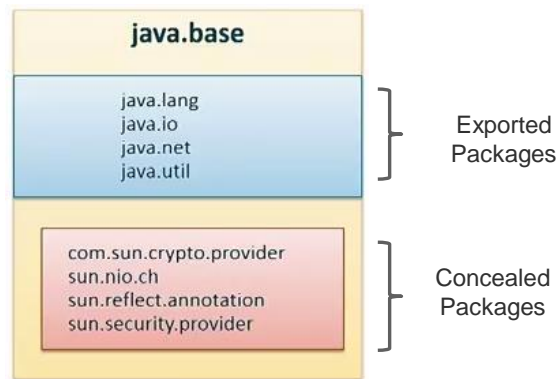 java.base
java.lang
java.io
java.net
java.util
Exported
Packages
com.sun.crypto.provider
sun.nio.ch
sun.reflect.annotation
sun.security.provider
Concealed
Packages